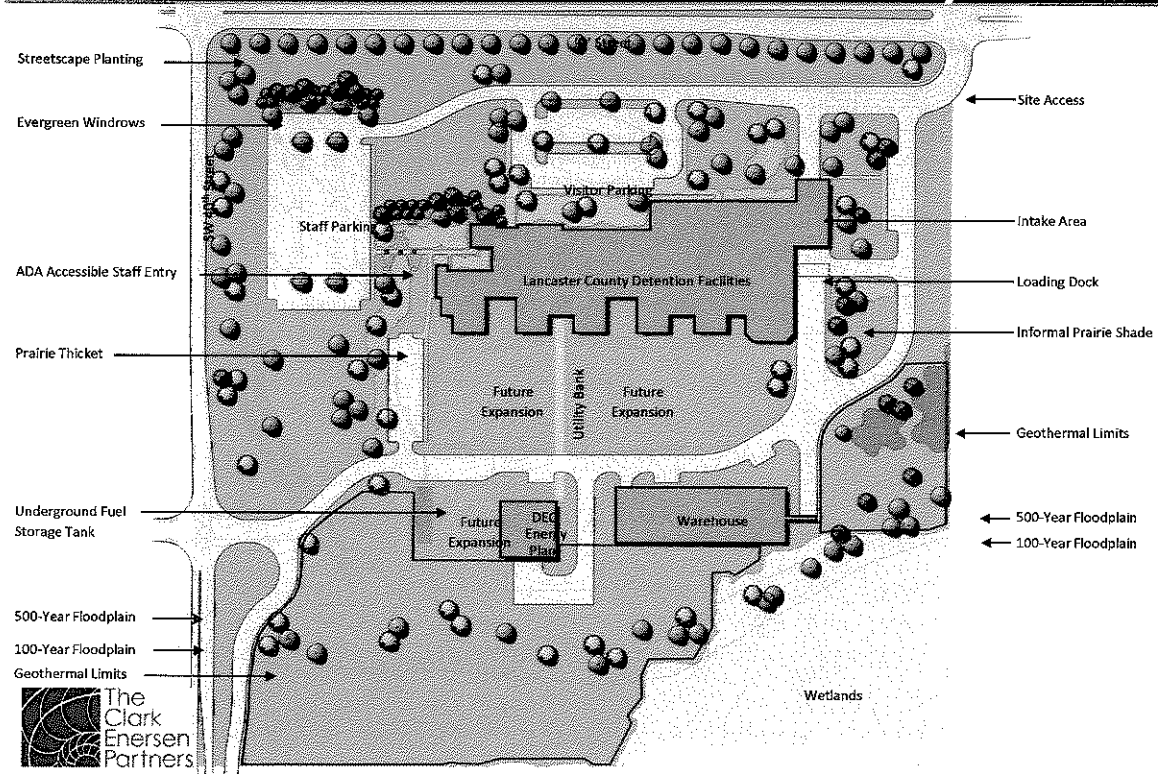 Streetscape Planting
Evergreen Windrows
ADA Accessible Staff Entry
Prairie Thicket
Underground Fuel
Storage Tank
500-Year Floodplain
100-Year Floodplain
Geothermal Limits
The
Clark
Enersen
Partners
Street
Staff Parking
Visitor Parking
Lancaster County Detention Facilities
Future
Expansion
Utility Bank
Future
Expansion
Future
Expansion
DEC
Energy
Warehouse
Wetlands
Site Access
Intake Area
Loading Dock
Informal Prairie Shade
Geothermal Limits
500-Year Floodplain
100-Year Floodplain